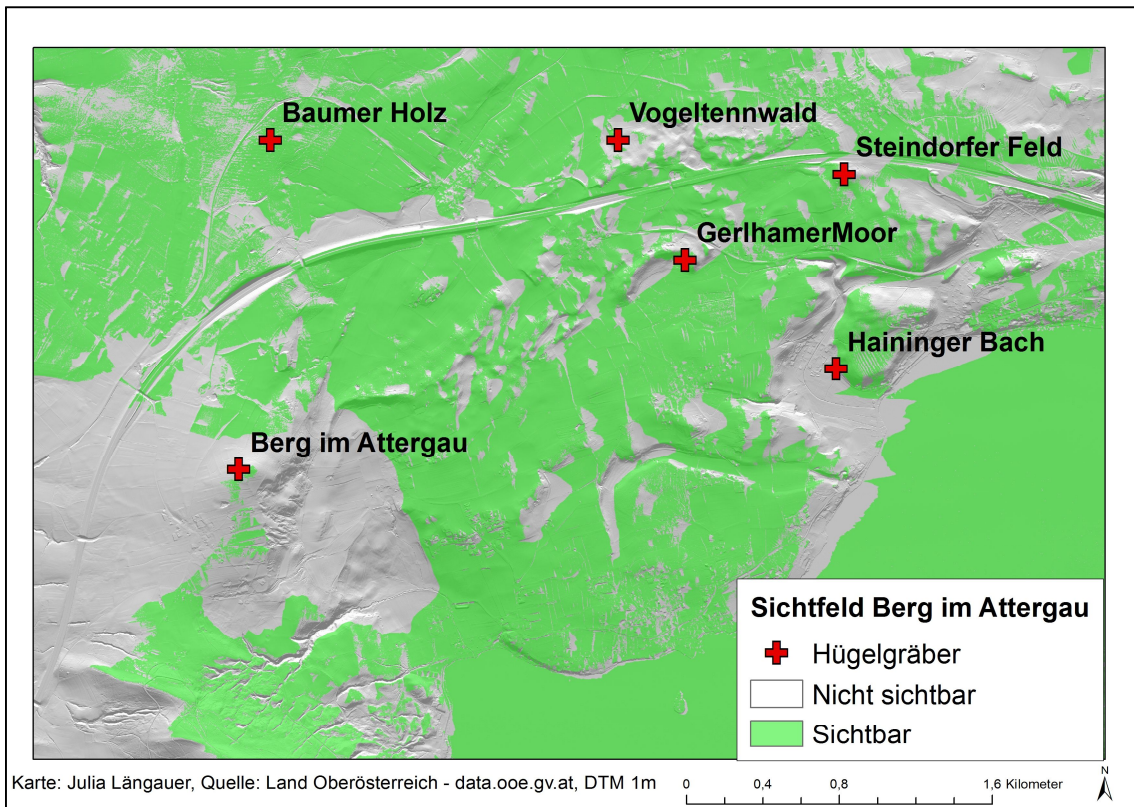 Baumer Holz
Vogeltennwald
Steindorfer Feld
GerlhamerMoor
Haininger Bach
Berg im Attergau
Sichtfeld Berg im Attergau
Hügelgräber
Nicht sichtbar
Sichtbar
Karte: Julia Längauer, Quelle: Land Oberösterreich - data.ooe.gv.at, DTM 1m
0 0,4 0,8 1,6 Kilometer
N